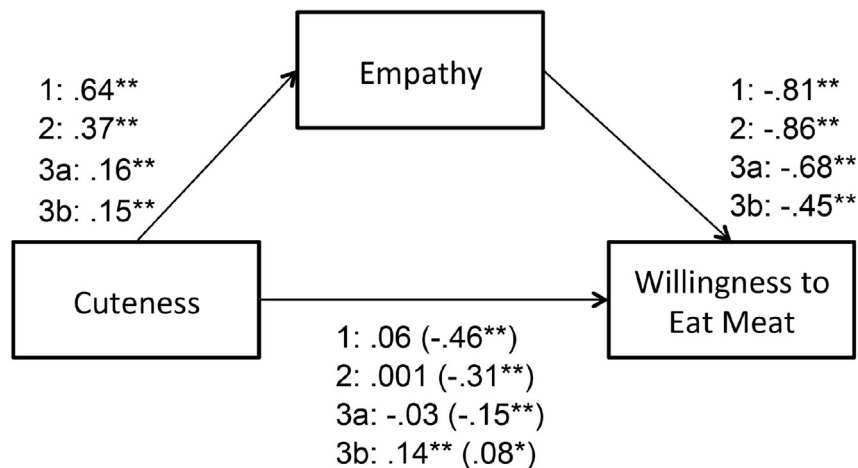 Empathy
1: .64**
2: .37**
3a: .16**
3b: .15**
1: -.81**
2: -.86**
3a: -.68**
3b: -.45**
Cuteness
Willingness to
Eat Meat
1: .06 (-.46**)
2: .001 (-.31**)
3a: -.03 (-.15**)
3b: .14** (.08*)